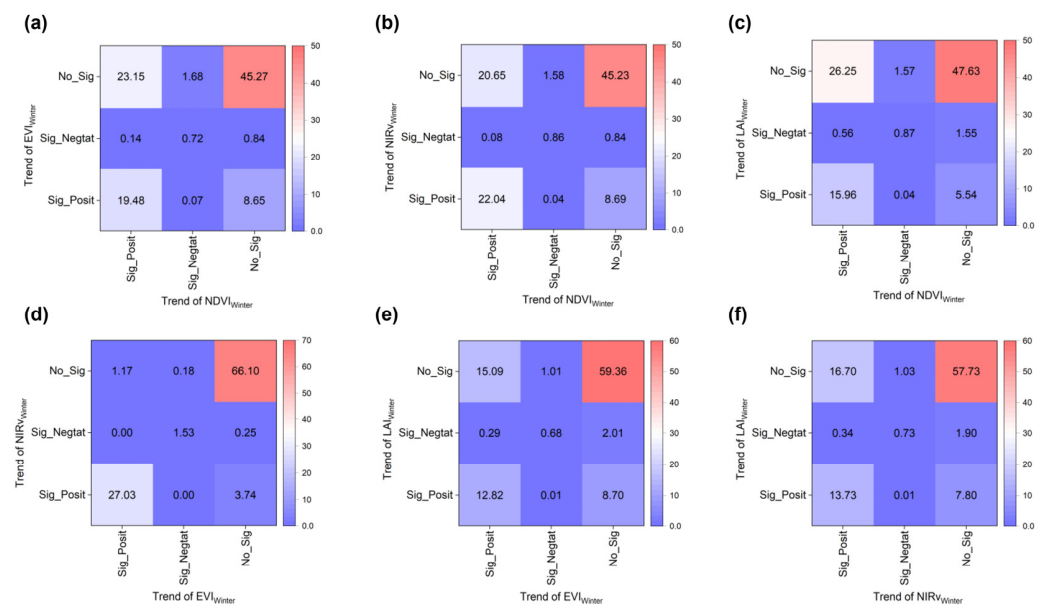 (a)
50
No_Sig 23.15 1.68 45.27
40
Trend of EVIWinter
30
Sig_Negtat 0.14 0.72 0.84
20
10
Sig_Posit 19.48 0.07 8.65
0.0
Sig_Posit Sig_Negtat No_Sig
Trend of NDVIWinter
(b)
50
No_Sig 20.65 1.58 45.23
40
Trend of NIRvWinter
30
Sig_Negtat 0.08 0.86 0.84
20
10
Sig_Posit 22.04 0.04 8.69
0.0
Sig_Posit Sig_Negtat No_Sig
Trend of NDVIWinter
(c)
50
No_Sig 26.25 1.57 47.63
40
Trend of LAIWinter
30
Sig_Negtat 0.56 0.87 1.55
20
10
Sig_Posit 15.96 0.04 5.54
0.0
Sig_Posit Sig_Negtat No_Sig
Trend of NDVIWinter
(d)
70
No_Sig 1.17 0.18 66.10
60
50
Trend of NIRvWinter
40
Sig_Negtat 0.00 1.53 0.25
30
20
Sig_Posit 27.03 0.00 3.74
10
0.0
Sig_Posit Sig_Negtat No_Sig
Trend of EVIWinter
(e)
60
No_Sig 15.09 1.01 59.36
50
40
Trend of LAIWinter
30
Sig_Negtat 0.29 0.68 2.01
20
Sig_Posit 12.82 0.01 8.70
10
0.0
Sig_Posit Sig_Negtat No_Sig
Trend of EVIWinter
(f)
60
No_Sig 16.70 1.03 57.73
50
40
Trend of LAIWinter
30
Sig_Negtat 0.34 0.73 1.90
20
Sig_Posit 13.73 0.01 7.80
10
0.0
Sig_Posit Sig_Negtat No_Sig
Trend of NIRvWinter